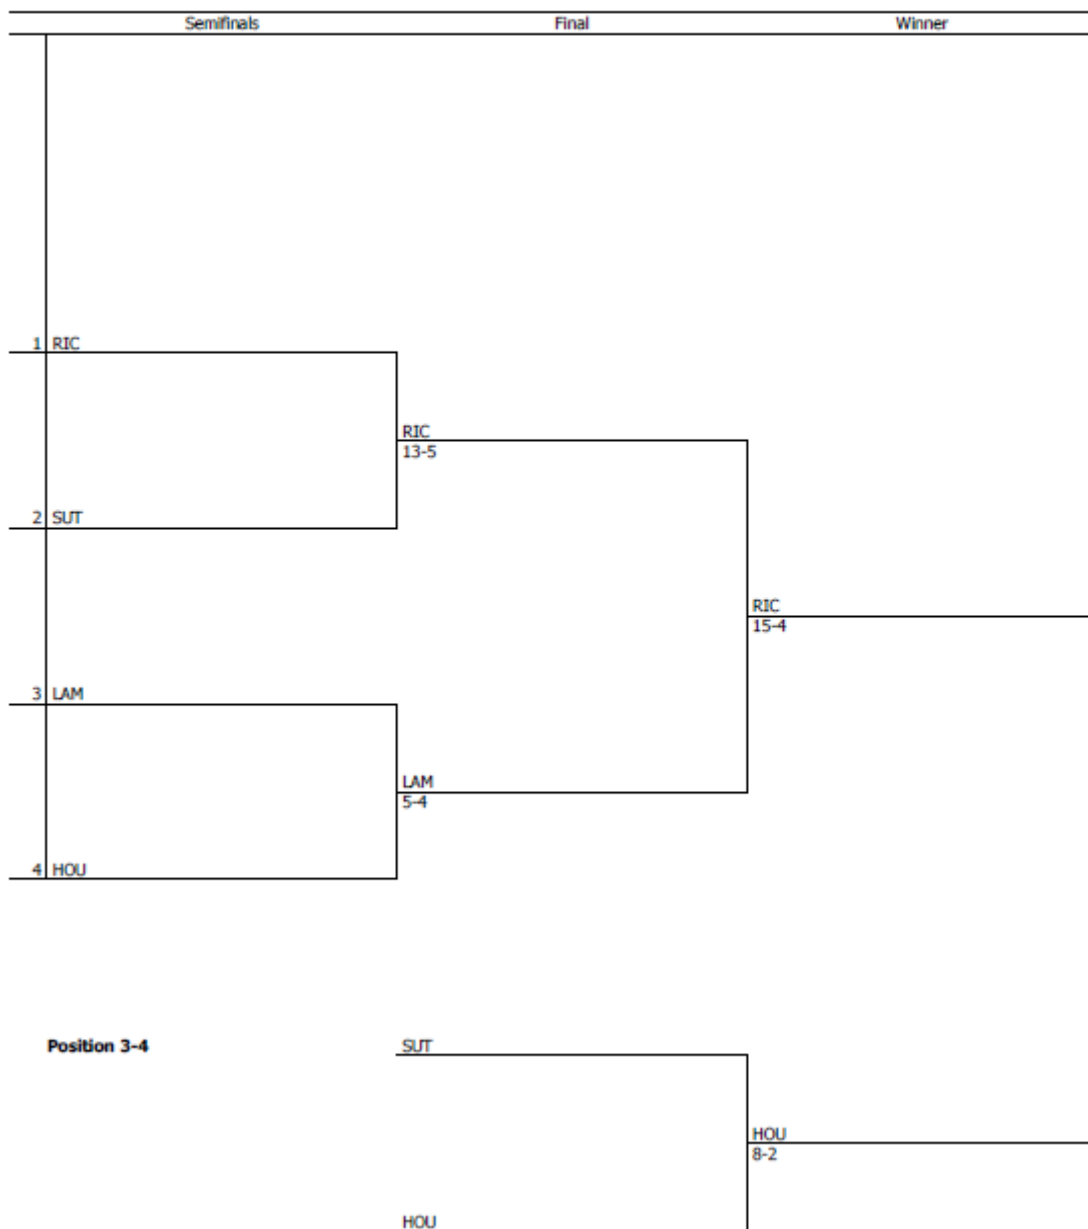 Semifinals Final Winner
1 RIC
RIC
13-5
2 SUT
RIC
15-4
3 LAM
LAM
5-4
4 HOU
Position 3-4 SUT
HOU
8-2
HOU